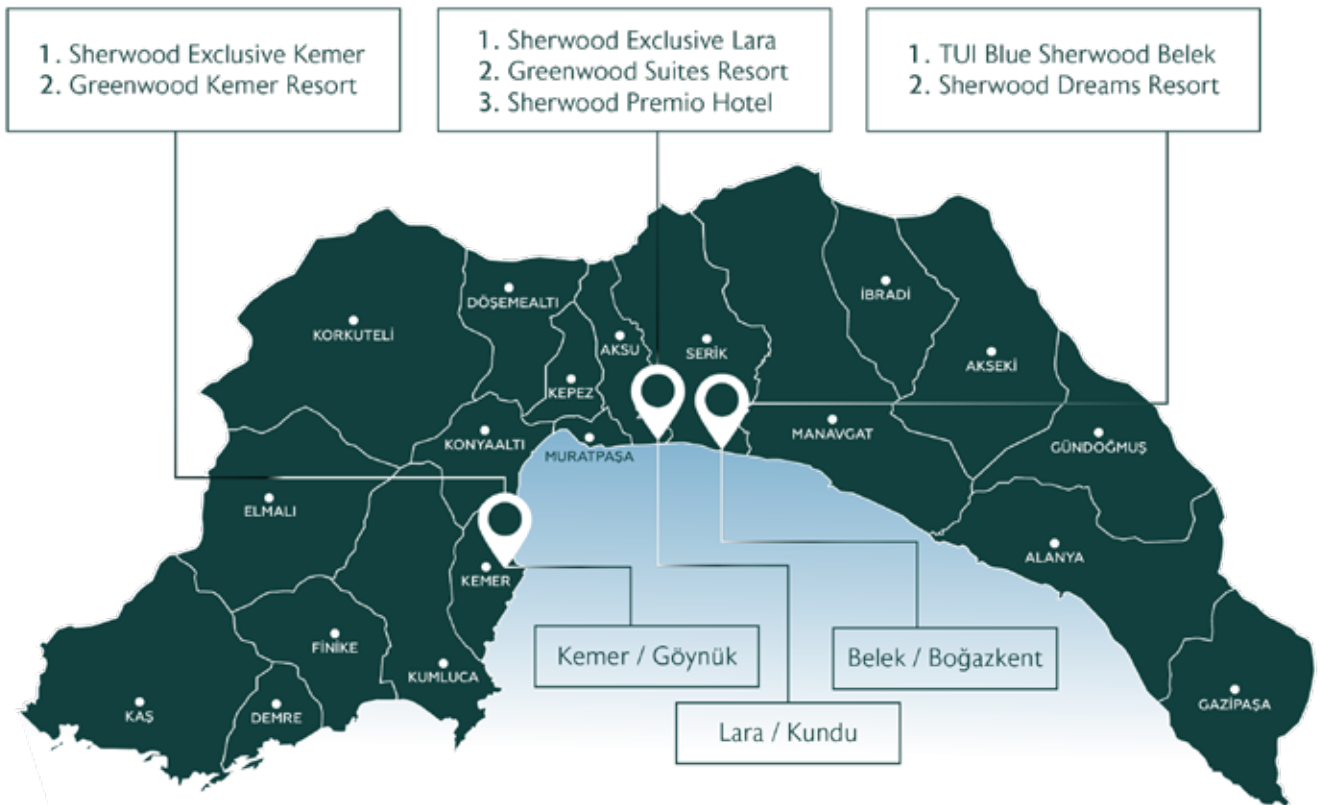 1. Sherwood Exclusive Kemer
2. Greenwood Kemer Resort
1. Sherwood Exclusive Lara
2. Greenwood Suites Resort
3. Sherwood Premio Hotel
1. TUI Blue Sherwood Belek
2. Sherwood Dreams Resort
KORKUTELİ
DÖŞEMEALTI
KEPEZ
AKSU
SERİK
İBRADİ
AKSEKİ
GÜNDOĞMUŞ
MANAVGAT
KONYAALTI
MURATPAŞA
ELMALI
KEMER
ALANYA
FİNİKE
KUMLUCA
KAŞ
DEMRE
GAZİPAŞA
Kemer / Göynük
Belek / Boğazkent
Lara / Kundu